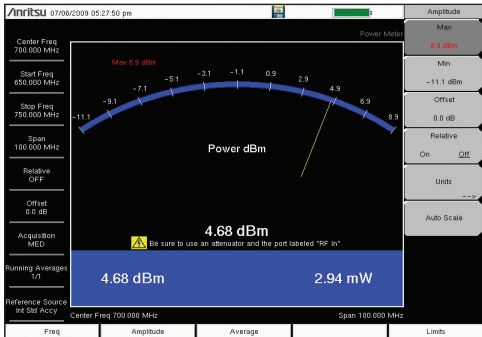 Anritsu 07/06/2009 05:27:50 pm
Power Meter
Center Freq
700.000 MHz
Start Freq
650.000 MHz
Stop Freq
750.000 MHz
Span
100.000 MHz
Relative
OFF
Offset
0.0 dB
Acquisition
MED
Running Averages
1/1
Reference Source
Int Std Accy
Max 8.9 dBm
-11.1
-9.1
-7.1
-5.1
-3.1
-1.1
0.9
2.9
4.9
6.9
8.9
Power dBm
4.68 dBm
Be sure to use an attenuator and the port labeled "RF In"
4.68 dBm
2.94 mW
Center Freq 700.000 MHz
Span 100.000 MHz
Amplitude
Max
8.9 dBm
Min
-11.1 dBm
Offset
0.0 dB
Relative
On Off
Units
-->
Auto Scale
Freq
Amplitude
Average
Limits